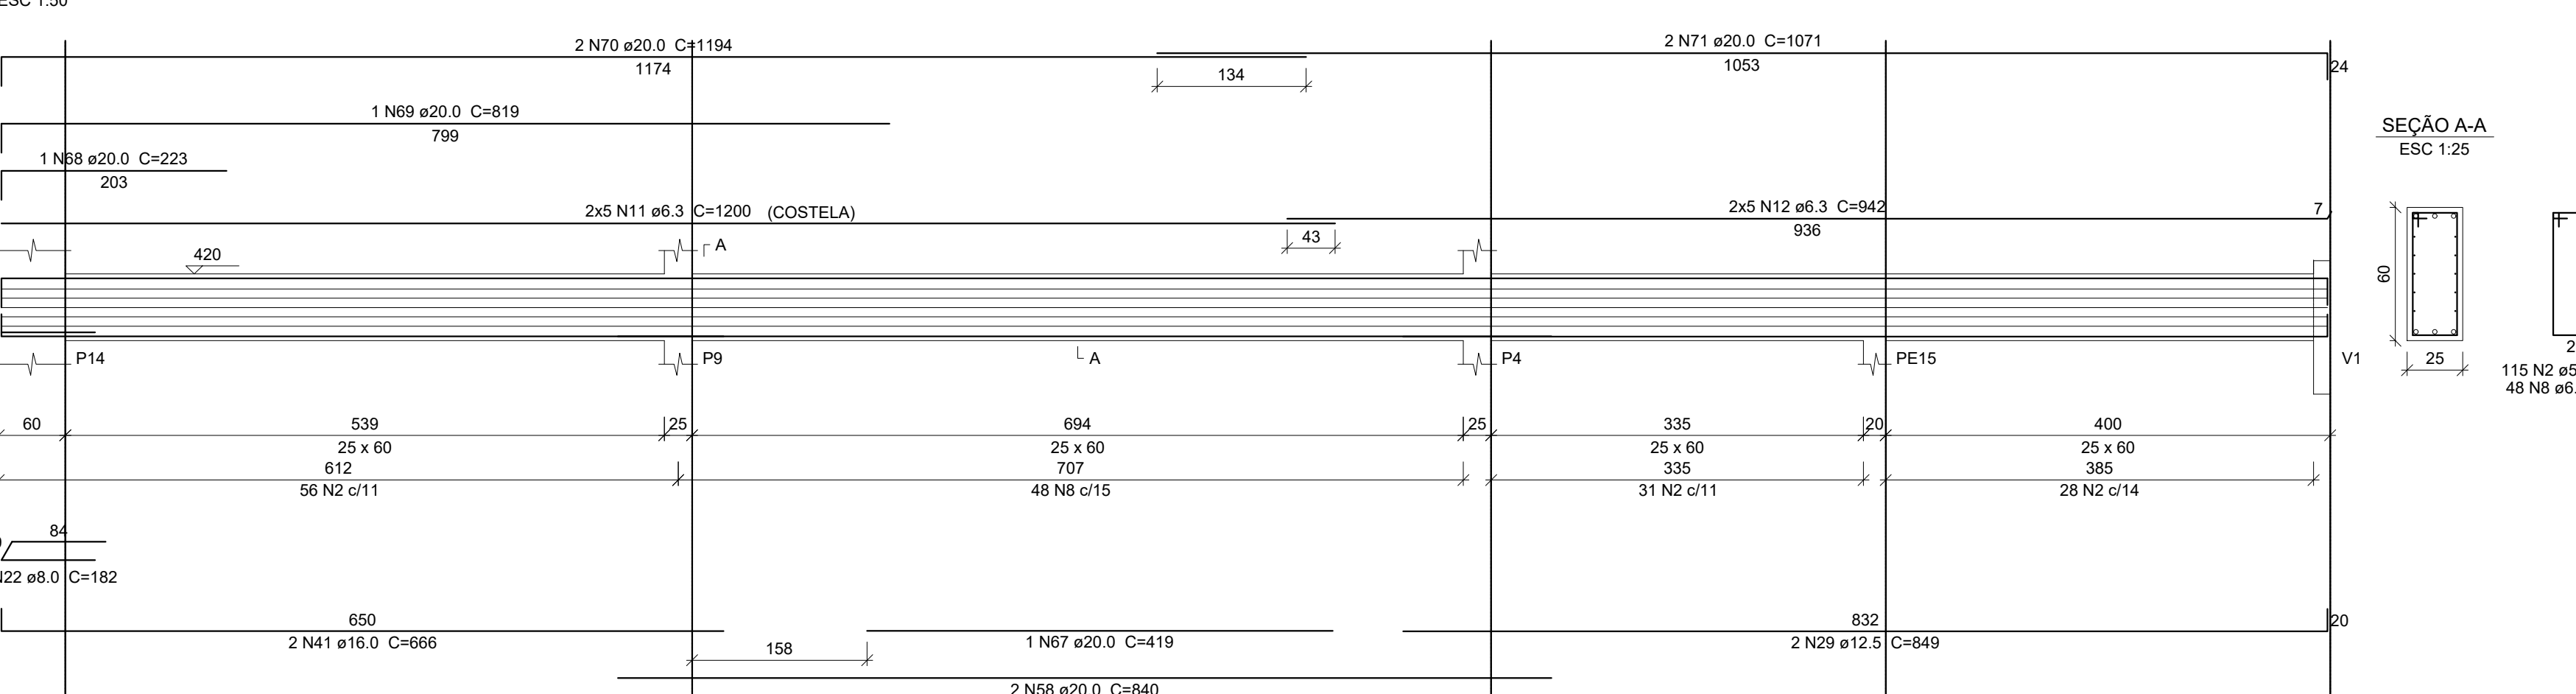 ESC 1:50
2 N70 ø20.0 C=1194
1174
134
2 N71 ø20.0 C=1071
1053
24
1 N69 ø20.0 C=819
799
1 N68 ø20.0 C=223
203
SEÇÃO A-A
ESC 1:25
2x5 N11 ø6.3 C=1200 (COSTELA)
43
2x5 N12 ø6.3 C=942
936
7
420
A
60
25
P14
P9
A
P4
PE15
V1
2
115 N2 ø5
48 N8 ø6.
60
539
25
694
25
335
20
400
25 x 60
25 x 60
25 x 60
25 x 60
612
707
335
385
56 N2 c/11
48 N8 c/15
31 N2 c/11
28 N2 c/14
84
N22 ø8.0 C=182
650
2 N41 ø16.0 C=666
158
1 N67 ø20.0 C=419
832
20
2 N29 ø12.5 C=849
2 N58 ø20.0 C=840